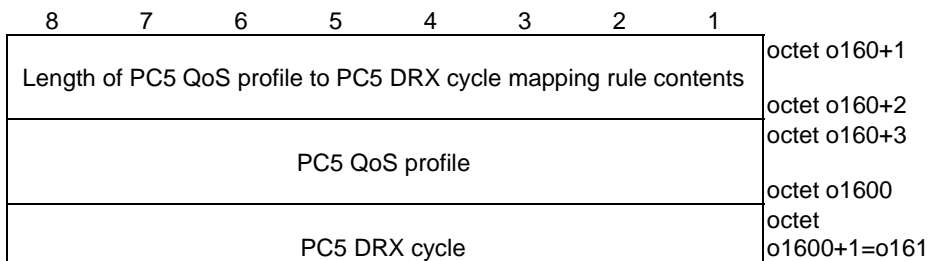 8 7 6 5 4 3 2 1
Length of PC5 QoS profile to PC5 DRX cycle mapping rule contents
octet o160+1
octet o160+2
PC5 QoS profile
octet o160+3
octet o1600
PC5 DRX cycle
octet
o1600+1=o161